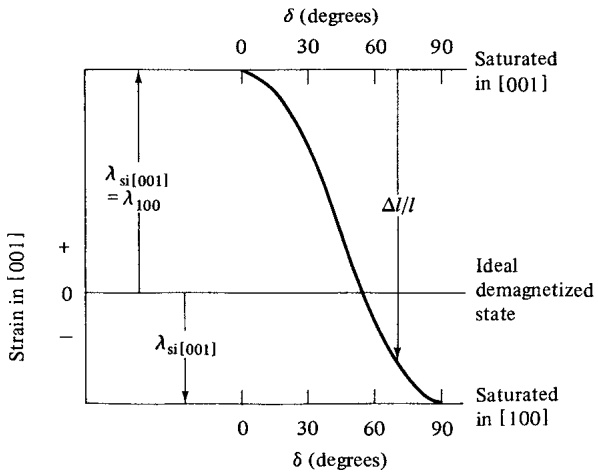 δ (degrees)
0 30 60 90
Saturated
in [001]
λsi[001]
= λ100
Δl/l
Strain in [001]
+
0
−
Ideal
demagnetized
state
λsi[001]
Saturated
in [100]
0 30 60 90
δ (degrees)